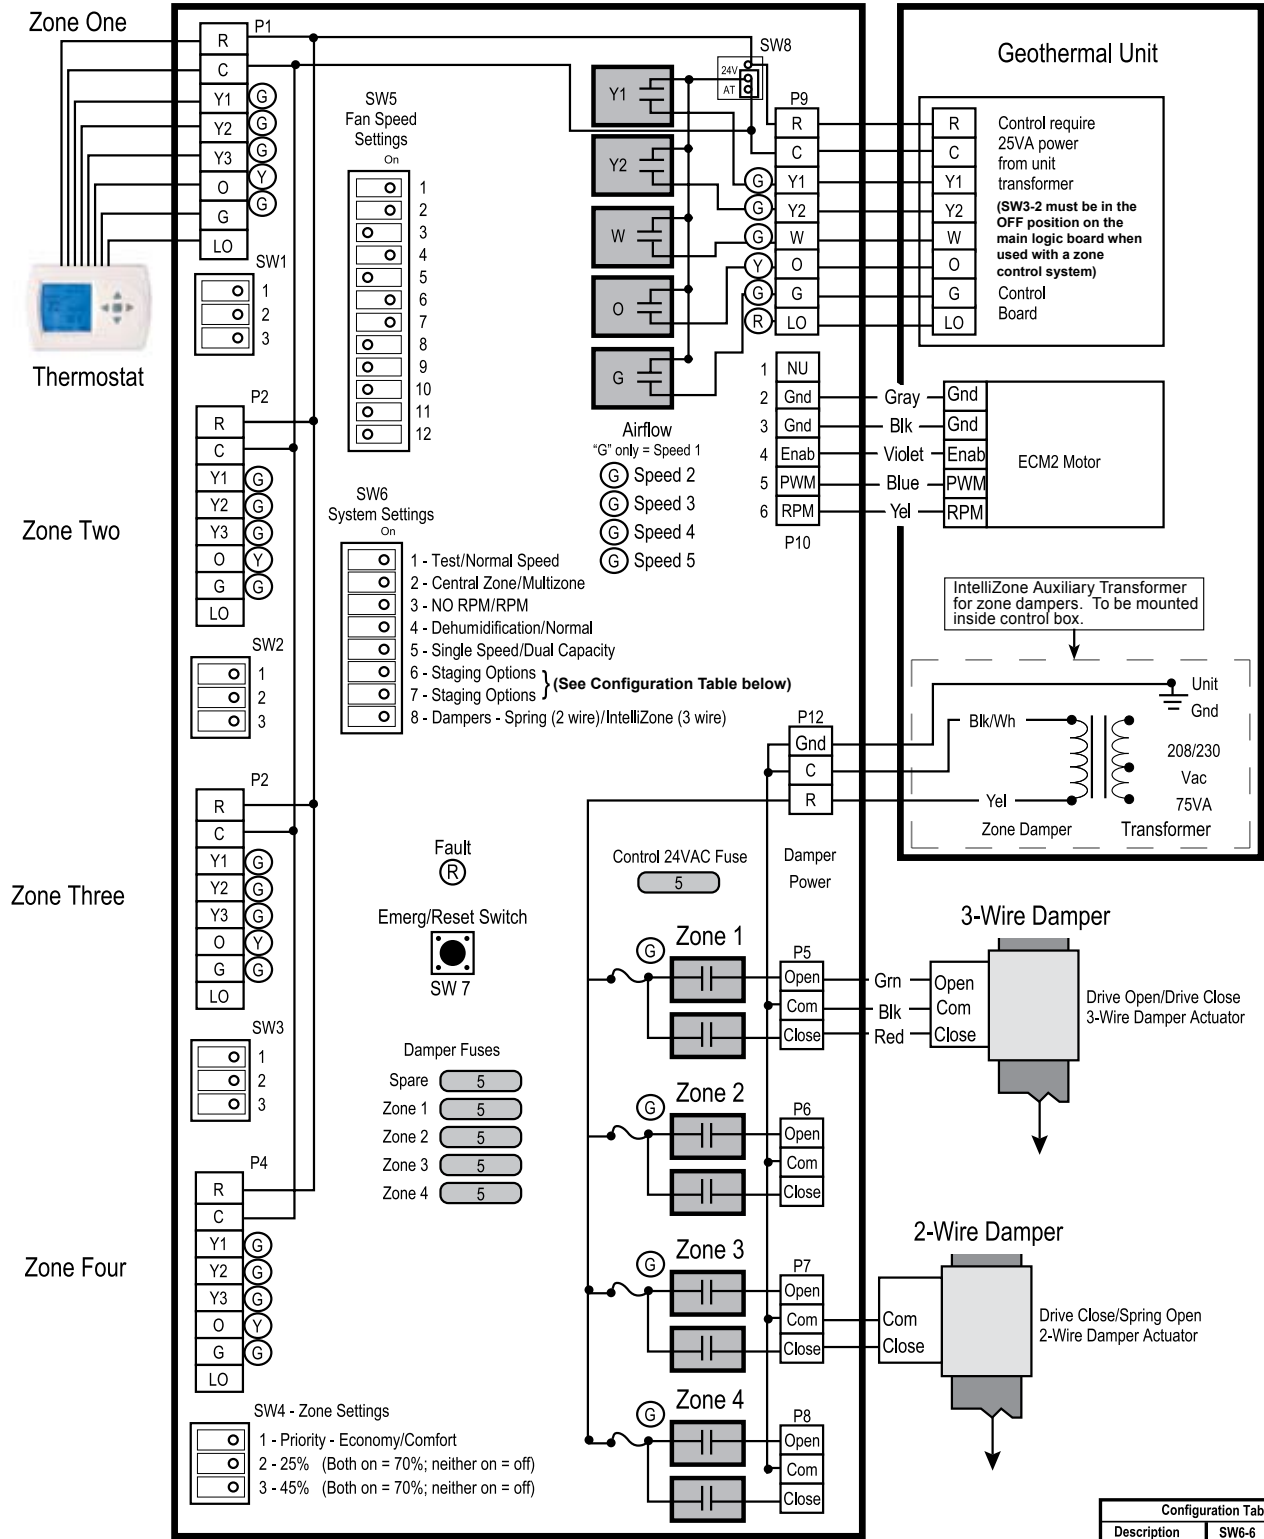 Zone One
P1
R
C
Y1 G
Y2 G
Y3 G
O Y
G G
LO
Thermostat
SW1
1
2
3
P2
R
C
Zone Two
Y1 G
Y2 G
Y3 G
O Y
G G
LO
SW2
1
2
3
P2
R
C
Zone Three
Y1 G
Y2 G
Y3 G
O Y
G G
LO
SW3
1
2
3
P4
R
C
Zone Four
Y1 G
Y2 G
Y3 G
O Y
G G
LO
SW4 - Zone Settings
1 - Priority - Economy/Comfort
2 - 25% (Both on = 70%; neither on = off)
3 - 45% (Both on = 70%; neither on = off)
SW5
Fan Speed
Settings
On
1
2
3
4
5
6
7
8
9
10
11
12
SW6
System Settings
On
1 - Test/Normal Speed
2 - Central Zone/Multizone
3 - NO RPM/RPM
4 - Dehumidification/Normal
5 - Single Speed/Dual Capacity
6 - Staging Options
7 - Staging Options } (See Configuration Table below)
8 - Dampers - Spring (2 wire)/IntelliZone (3 wire)
Fault
R
Emerg/Reset Switch
SW 7
Damper Fuses
Spare 5
Zone 1 5
Zone 2 5
Zone 3 5
Zone 4 5
Y1
Y2
W
O
G
SW8
24V
AT
Airflow
"G" only = Speed 1
G Speed 2
G Speed 3
G Speed 4
G Speed 5
P9
R
C
G Y1
G Y2
G W
Y O
G G
R LO
1 NU
2 Gnd Gray Gnd
3 Gnd Blk Gnd
4 Enab Violet Enab
5 PWM Blue PWM
6 RPM Yel RPM
P10
ECM2 Motor
Geothermal Unit
R
C
Y1
Y2
W
O
G
LO
Control require
25VA power
from unit
transformer
(SW3-2 must be in the
OFF position on the
main logic board when
used with a zone
control system)
Control
Board
IntelliZone Auxiliary Transformer
for zone dampers. To be mounted
inside control box.
Unit
Gnd
Blk/Wh
208/230
Vac
75VA
Yel
Zone Damper Transformer
P12
Gnd
C
R
Damper
Power
Control 24VAC Fuse
5
Zone 1
G
P5
Open Grn Open
Com Blk Com
Close Red Close
3-Wire Damper
Drive Open/Drive Close
3-Wire Damper Actuator
Zone 2
G
P6
Open
Com
Close
Zone 3
G
P7
Open
Com Com
Close Close
2-Wire Damper
Drive Close/Spring Open
2-Wire Damper Actuator
Zone 4
G
P8
Open
Com
Close
Configuration Tab
Description SW6-6